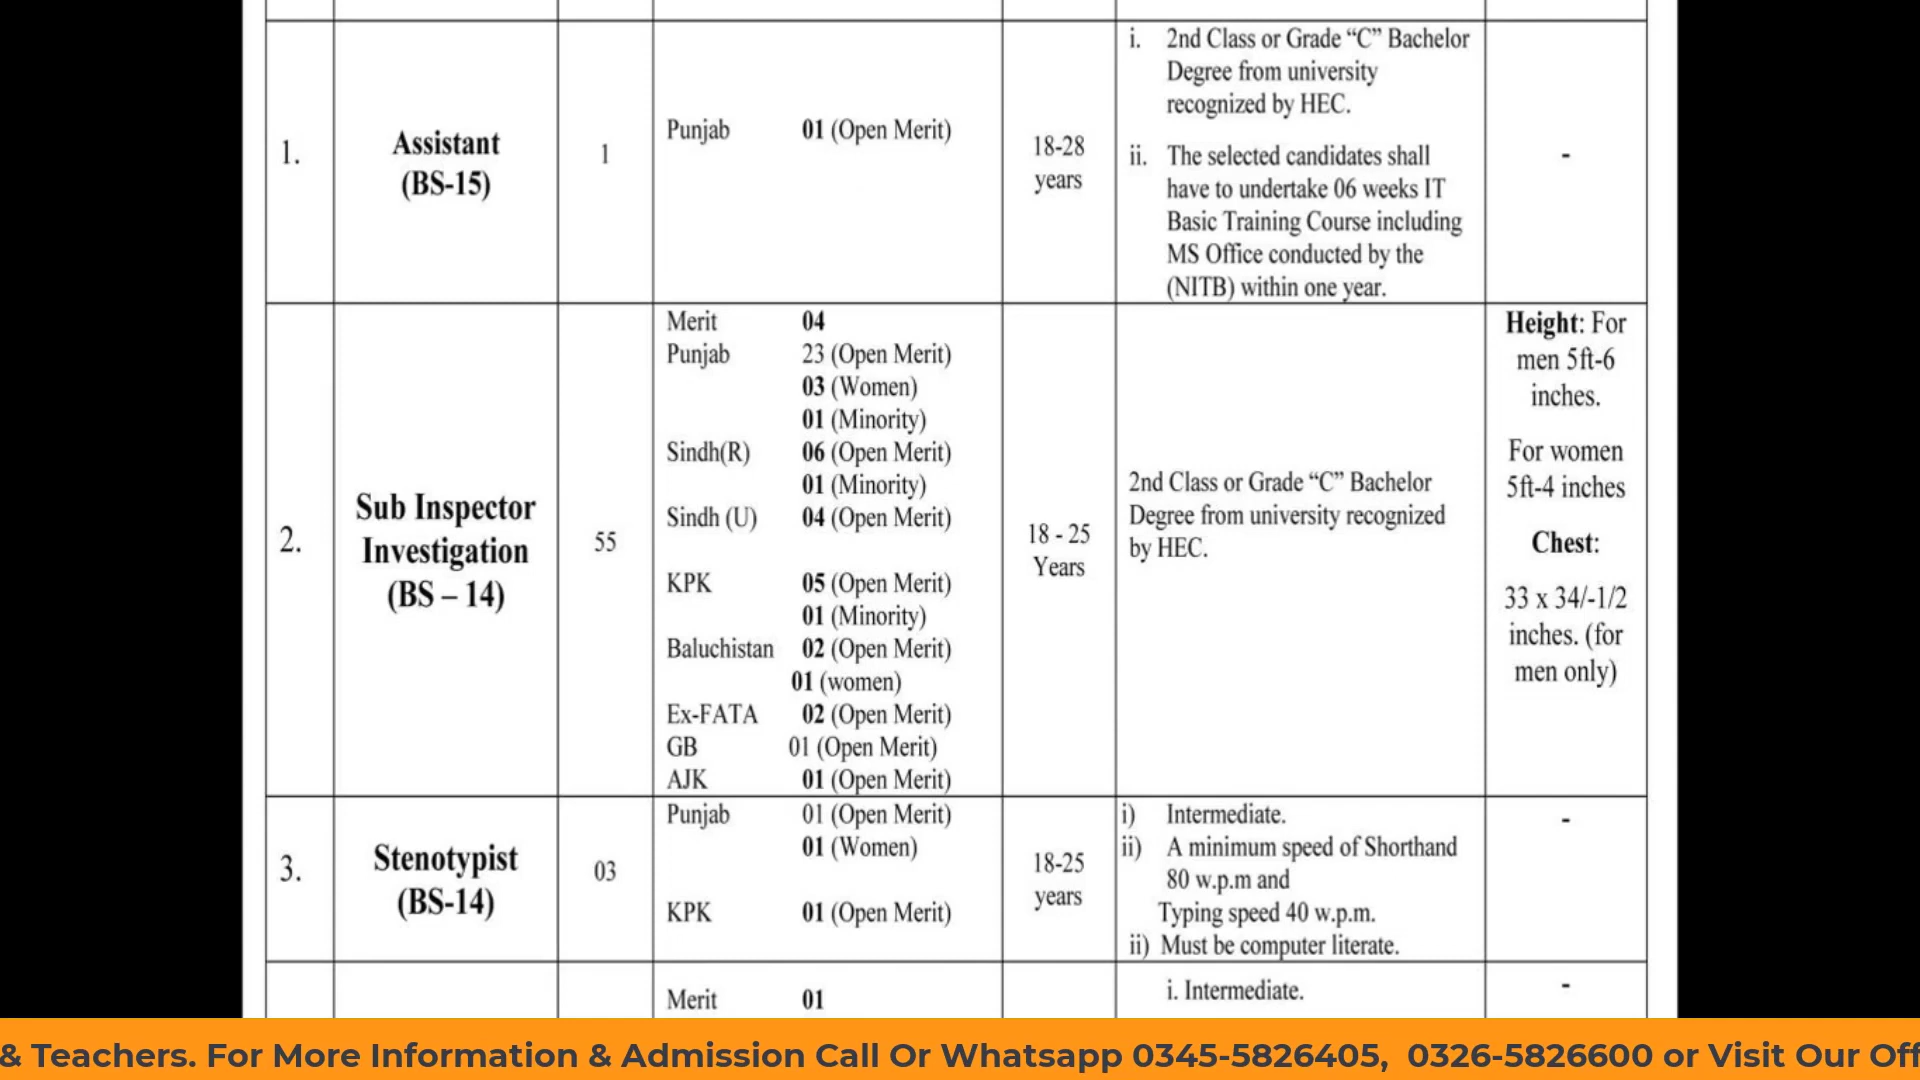 1.
Assistant
(BS-15)
1
Punjab 01 (Open Merit)
18-28
years
i. 2nd Class or Grade “C” Bachelor
Degree from university
recognized by HEC.
ii. The selected candidates shall
have to undertake 06 weeks IT
Basic Training Course including
MS Office conducted by the
(NITB) within one year.
-
2.
Sub Inspector
Investigation
(BS – 14)
55
Merit 04
Punjab 23 (Open Merit)
03 (Women)
01 (Minority)
Sindh(R) 06 (Open Merit)
01 (Minority)
Sindh (U) 04 (Open Merit)
KPK 05 (Open Merit)
01 (Minority)
Baluchistan 02 (Open Merit)
01 (women)
Ex-FATA 02 (Open Merit)
GB 01 (Open Merit)
AJK 01 (Open Merit)
18 - 25
Years
2nd Class or Grade “C” Bachelor
Degree from university recognized
by HEC.
Height: For
men 5ft-6
inches.
For women
5ft-4 inches
Chest:
33 x 34/-1/2
inches. (for
men only)
3.
Stenotypist
(BS-14)
03
Punjab 01 (Open Merit)
01 (Women)
KPK 01 (Open Merit)
18-25
years
i) Intermediate.
ii) A minimum speed of Shorthand
80 w.p.m and
Typing speed 40 w.p.m.
ii) Must be computer literate.
-
Merit 01
i. Intermediate.
-
& Teachers. For More Information & Admission Call Or Whatsapp 0345-5826405, 0326-5826600 or Visit Our Off